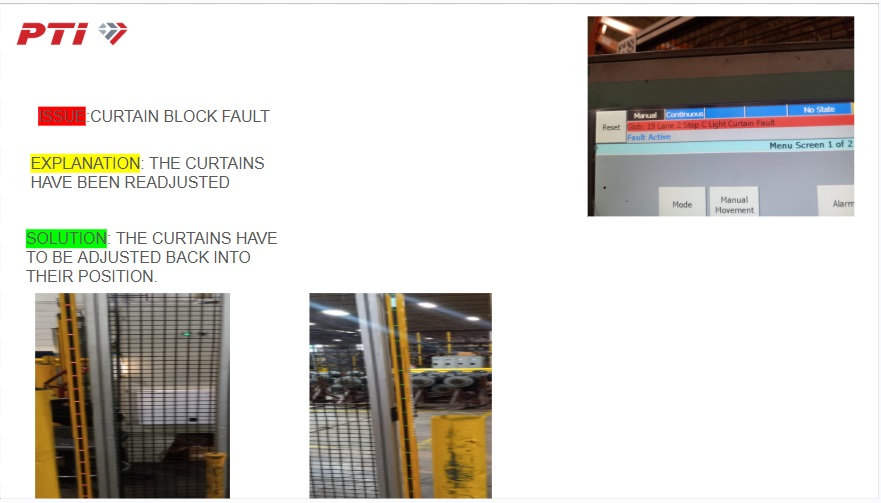 PTI
ISSUE:CURTAIN BLOCK FAULT
EXPLANATION: THE CURTAINS
HAVE BEEN READJUSTED
SOLUTION: THE CURTAINS HAVE
TO BE ADJUSTED BACK INTO
THEIR POSITION.
Manual Continuous No State
Reset
19 Lane 2 Stop C Light Curtain Fault
Fault Active
Menu Screen 1 of 2
Mode
Manual
Movement
Alarm